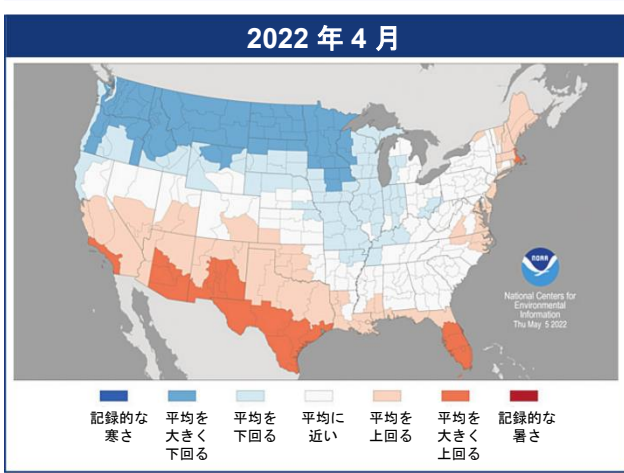 2022 年 4 月
NOAA
National Centers for
Environmental
Information
Thu May 5 2022
記録的な
寒さ
平均を
大きく
下回る
平均を
下回る
平均に
近い
平均を
上回る
平均を
大きく
上回る
記録的な
暑さ